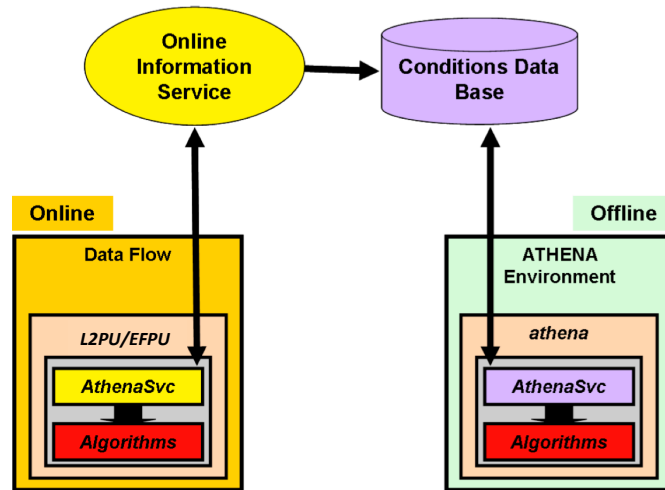 Online
Information
Service
Conditions Data
Base
Online
Offline
Data Flow
ATHENA
Environment
L2PU/EFPU
athena
AthenaSvc
AthenaSvc
Algorithms
Algorithms